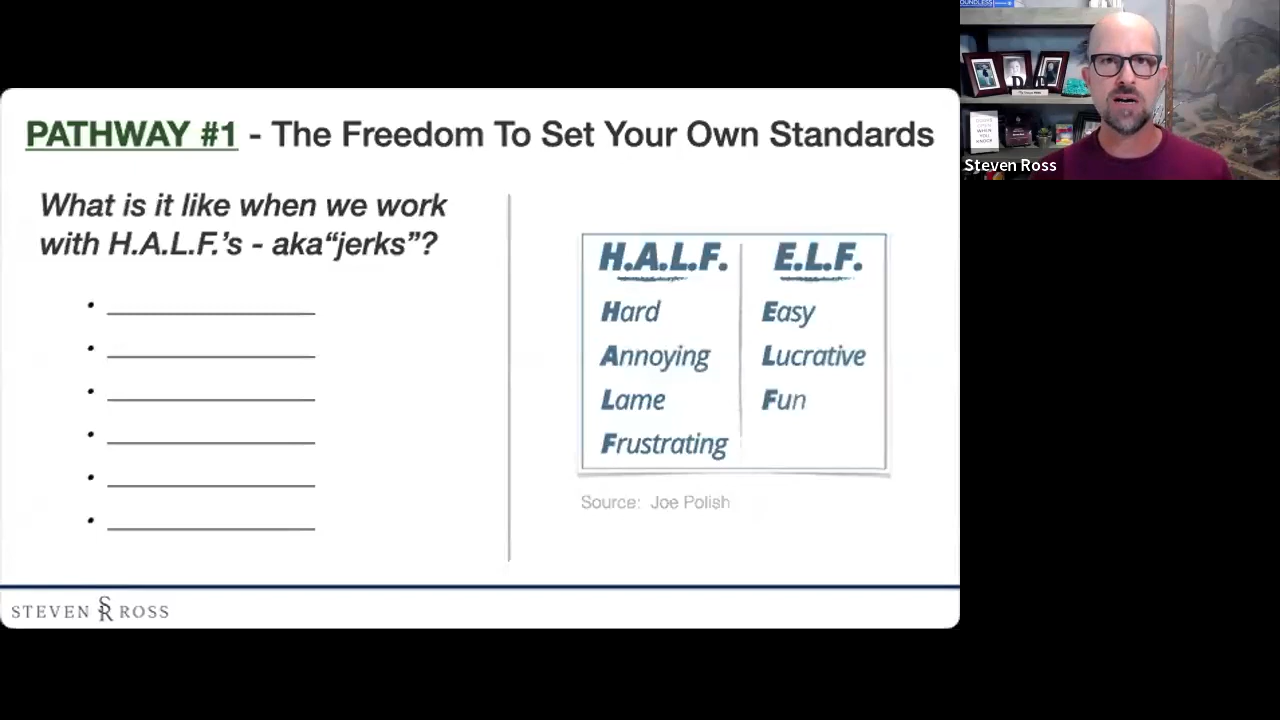 PATHWAY #1 - The Freedom To Set Your Own Standards
What is it like when we work
with H.A.L.F.'s - aka“jerks”?
H.A.L.F.
Hard
Annoying
Lame
Frustrating
E.L.F.
Easy
Lucrative
Fun
Source: Joe Polish
STEVEN SR ROSS
Steven Ross
DAD